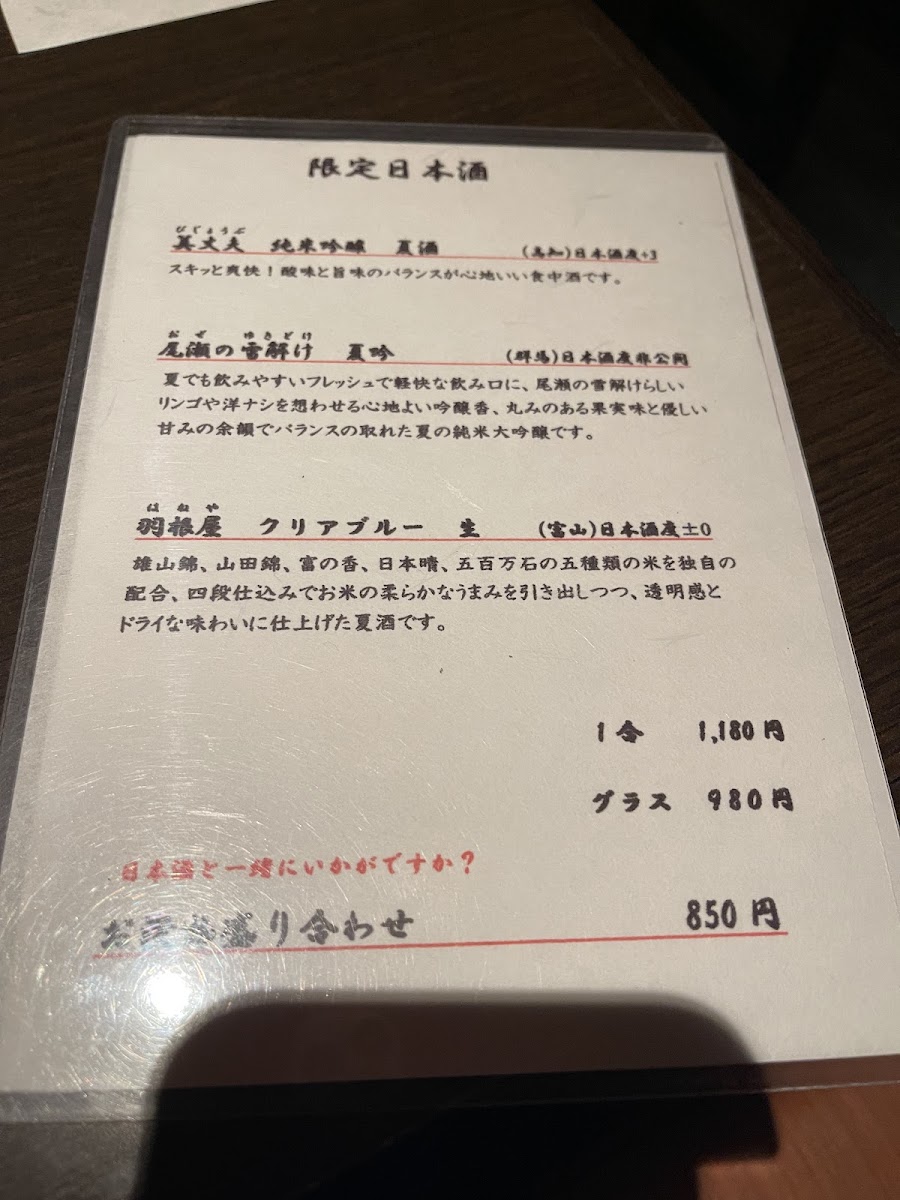 限定日本酒
びじょうぶ
美丈夫 純米吟醸 夏酒 (高知)日本酒度+3
スキッと爽快!酸味と旨味のバランスが心地いい食中酒です。
おぜ ゆきどけ
尾瀬の雪解け 夏吟 (群馬)日本酒度非公開
夏でも飲みやすいフレッシュで軽快な飲み口に、尾瀬の雪解けらしい
リンゴや洋ナシを想わせる心地よい吟醸香、丸みのある果実味と優しい
甘みの余韻でバランスの取れた夏の純米大吟醸です。
はねや
羽根屋 クリアブルー 生 (富山)日本酒度±0
雄山錦、山田錦、富の香、日本晴、五百万石の五種類の米を独自の
配合、四段仕込みでお米の柔らかなうまみを引き出しつつ、透明感と
ドライな味わいに仕上げた夏酒です。
1合 1,180円
グラス 980円
日本酒と一緒にいかがですか?
盛り合わせ 850円